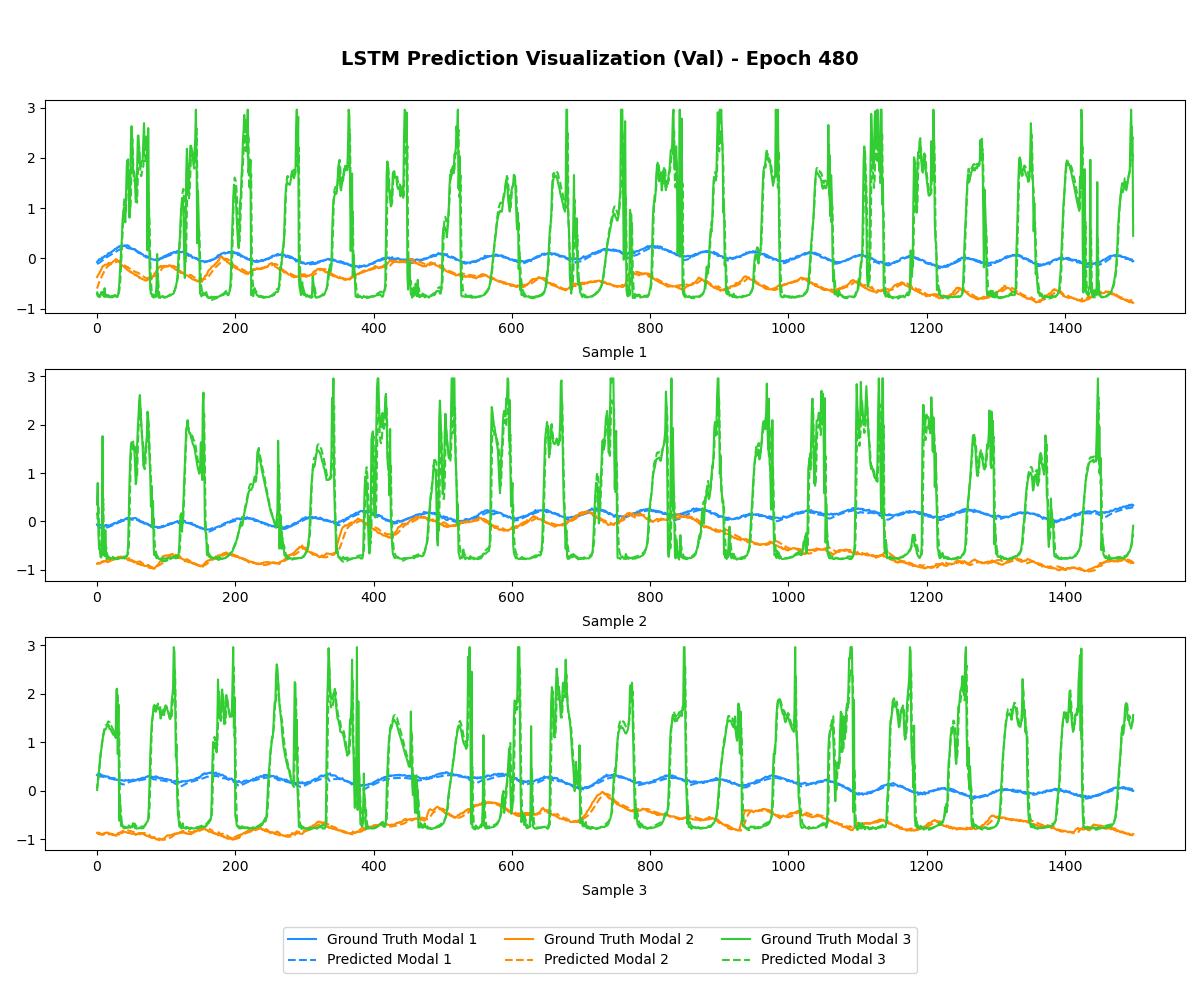 LSTM Prediction Visualization (Val) - Epoch 480
3
2
1
0
−1
0 200 400 600 800 1000 1200 1400
Sample 1
3
2
1
0
−1
0 200 400 600 800 1000 1200 1400
Sample 2
3
2
1
0
−1
0 200 400 600 800 1000 1200 1400
Sample 3
Ground Truth Modal 1 Ground Truth Modal 2 Ground Truth Modal 3
Predicted Modal 1 Predicted Modal 2 Predicted Modal 3